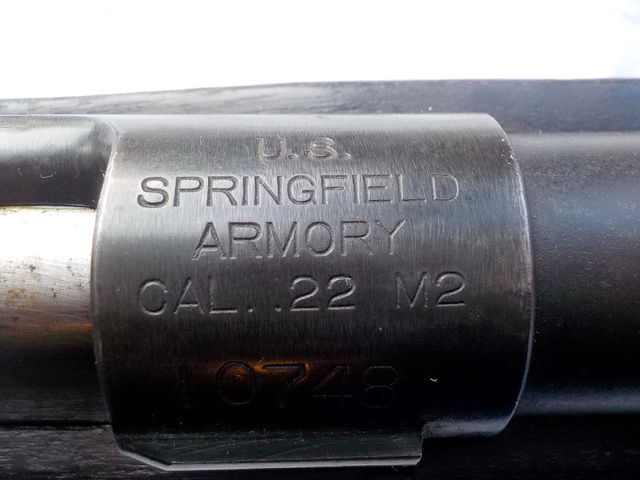 U.S.
SPRINGFIELD
ARMORY
CAL..22 M2
10748